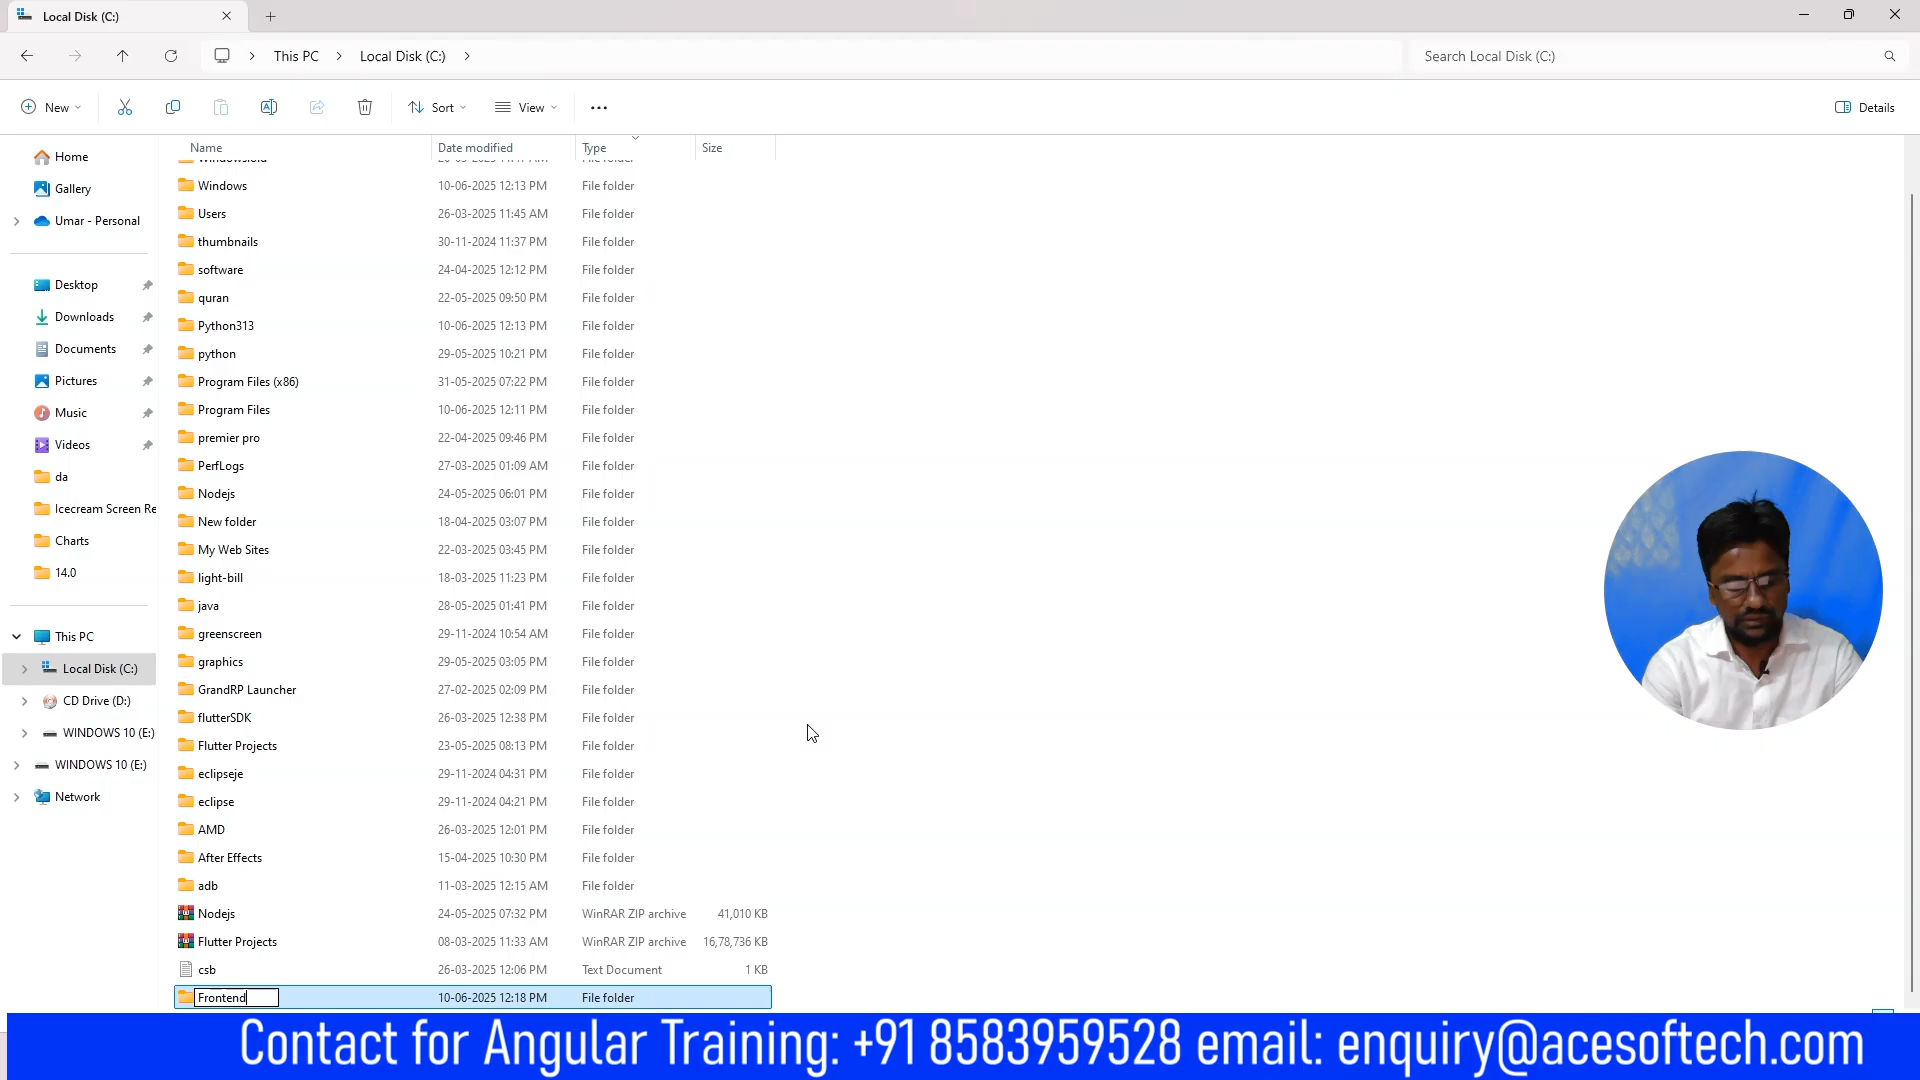 Local Disk (C:)
This PC
Local Disk (C:)
Search Local Disk (C:)
New
Sort
View
Details
Name Date modified Type Size
Windows 10-06-2025 12:13 PM File folder
Users 26-03-2025 11:45 AM File folder
thumbnails 30-11-2024 11:37 PM File folder
software 24-04-2025 12:12 PM File folder
quran 22-05-2025 09:50 PM File folder
Python313 10-06-2025 12:13 PM File folder
python 29-05-2025 10:21 PM File folder
Program Files (x86) 31-05-2025 07:22 PM File folder
Program Files 10-06-2025 12:11 PM File folder
premier pro 22-04-2025 09:46 PM File folder
PerfLogs 27-03-2025 01:09 AM File folder
Nodejs 24-05-2025 06:01 PM File folder
New folder 18-04-2025 03:07 PM File folder
My Web Sites 22-03-2025 03:45 PM File folder
light-bill 18-03-2025 11:23 PM File folder
java 28-05-2025 01:41 PM File folder
greenscreen 29-11-2024 10:54 AM File folder
graphics 29-05-2025 03:05 PM File folder
GrandRP Launcher 27-02-2025 02:09 PM File folder
flutterSDK 26-03-2025 12:38 PM File folder
Flutter Projects 23-05-2025 08:13 PM File folder
eclipseje 29-11-2024 04:31 PM File folder
eclipse 29-11-2024 04:21 PM File folder
AMD 26-03-2025 12:01 PM File folder
After Effects 15-04-2025 10:30 PM File folder
adb 11-03-2025 12:15 AM File folder
Nodejs 24-05-2025 07:32 PM WinRAR ZIP archive 41,010 KB
Flutter Projects 08-03-2025 11:33 AM WinRAR ZIP archive 16,78,736 KB
csb 26-03-2025 12:06 PM Text Document 1 KB
Frontend 10-06-2025 12:18 PM File folder
Home
Gallery
Umar - Personal
Desktop
Downloads
Documents
Pictures
Music
Videos
da
Icecream Screen Re
Charts
14.0
This PC
Local Disk (C:)
CD Drive (D:)
WINDOWS 10 (E:)
WINDOWS 10 (E:)
Network
Contact for Angular Training: +91 8583959528 email: enquiry@acesoftech.com